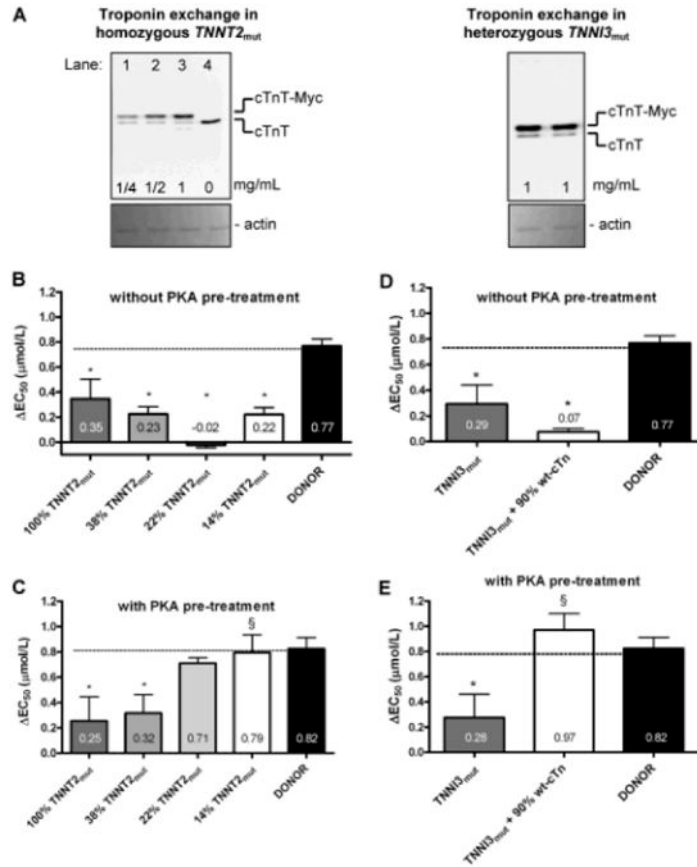 A
Troponin exchange in
homozygous TNNT2mut
Lane: 1 2 3 4
cTnT-Myc
cTnT
1/4 1/2 1 0 mg/mL
- actin
Troponin exchange in
heterozygous TNNI3mut
cTnT-Myc
cTnT
1 1 mg/mL
- actin
B
without PKA pre-treatment
ΔEC50 (μmol/L)
1.2
1.0
0.8
0.6
0.4
0.2
0.0
* * * *
0.35 0.23 -0.02 0.22 0.77
100% TNNT2mut
38% TNNT2mut
22% TNNT2mut
14% TNNT2mut
DONOR
D
without PKA pre-treatment
ΔEC50 (μmol/L)
1.2
1.0
0.8
0.6
0.4
0.2
0.0
* *
0.29 0.07 0.77
TNNI3mut
TNNI3mut + 90% wt-cTn
DONOR
C
with PKA pre-treatment
ΔEC50 (μmol/L)
1.2
1.0
0.8
0.6
0.4
0.2
0.0
* * §
0.25 0.32 0.71 0.79 0.82
100% TNNT2mut
38% TNNT2mut
22% TNNT2mut
14% TNNT2mut
DONOR
E
with PKA pre-treatment
ΔEC50 (μmol/L)
1.2
1.0
0.8
0.6
0.4
0.2
0.0
* §
0.28 0.97 0.82
TNNI3mut
TNNI3mut + 90% wt-cTn
DONOR